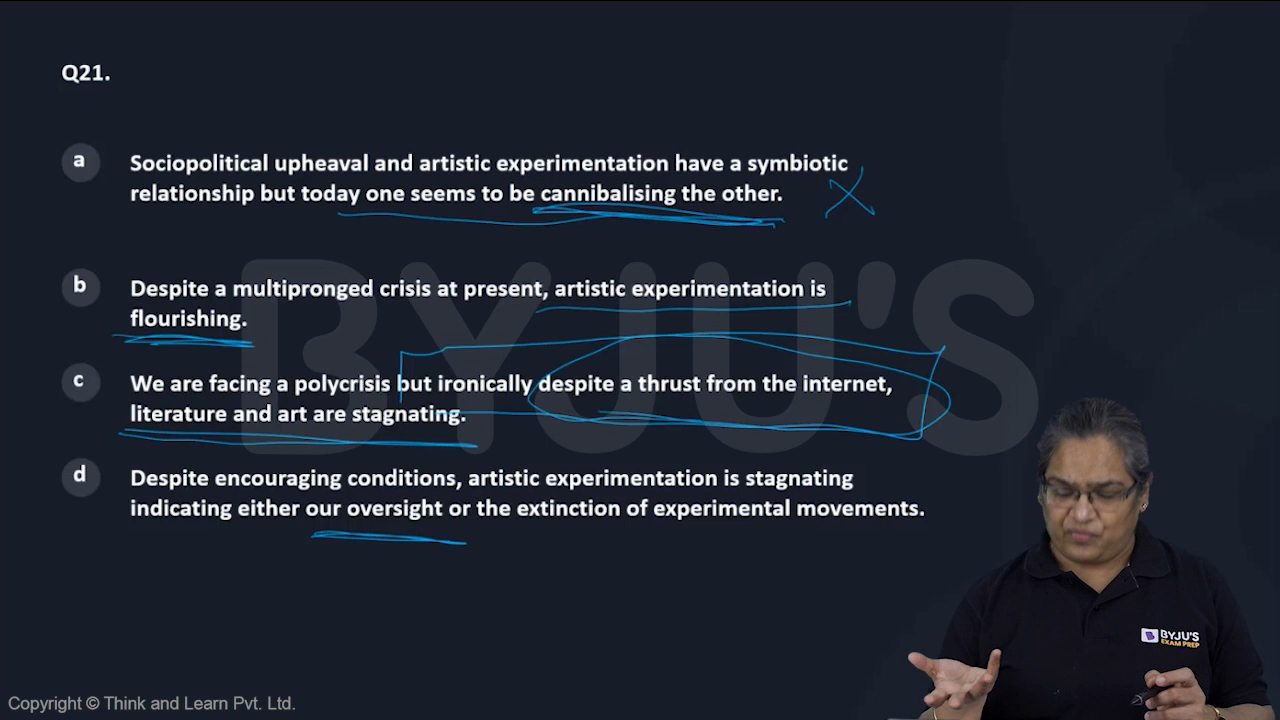 Q21.
a
Sociopolitical upheaval and artistic experimentation have a symbiotic
relationship but today one seems to be cannibalising the other.
b
Despite a multipronged crisis at present, artistic experimentation is
flourishing.
c
We are facing a polycrisis but ironically despite a thrust from the internet,
literature and art are stagnating.
d
Despite encouraging conditions, artistic experimentation is stagnating
indicating either our oversight or the extinction of experimental movements.
BYJU'S
BYJU'S
EXAM PREP
Copyright © Think and Learn Pvt. Ltd.